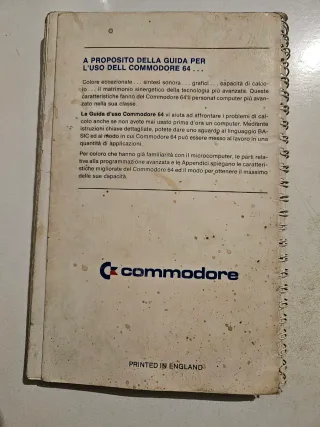 A PROPOSITO DELLA GUIDA PER
L'USO DELL COMMODORE 64 . . .
Colore eccezionale. . . sintesi sonora. . . grafici . . . capacità di calco-
lo . . . il matrimonio sinergetico della tecnologia più avanzata. Queste
caratteristiche fanno del Commodore 64 il personal computer più avan-
zato nella sua classe.
La Guida d'uso Commodore 64 vi aiuta ad affrontare i problemi di cal-
colo anche se non avete mai usato prima d'ora un computer. Mediante
istruzioni chiave dettagliate, potete dare uno sguardo al linguaggio BA-
SIC ed al modo in cui Commodore 64 può essere messo al lavoro in una
quantità di applicazioni.
Per coloro che hanno già familiarità con il microcomputer, le parti rela-
tive alla programmazione avanzata e le Appendici spiegano le caratteri-
stiche migliorate del Commodore 64 ed il modo per ottenere il massimo
delle sue capacità.
commodore
PRINTED IN ENGLAND